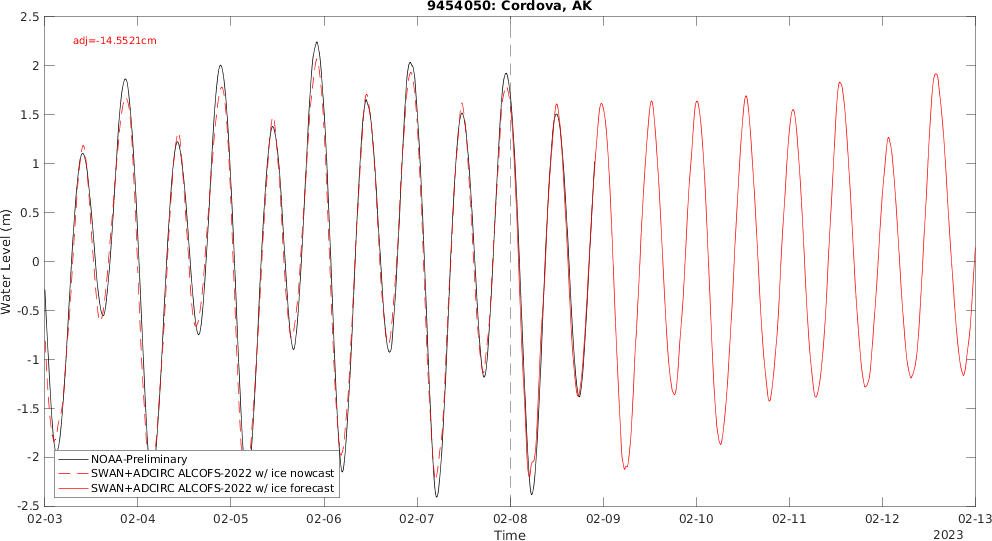 9454050: Cordova, AK
adj=-14.5521cm
Water Level (m)
2.5
2
1.5
1
0.5
0
-0.5
-1
-1.5
-2
-2.5
NOAA-Preliminary
SWAN+ADCIRC ALCOFS-2022 w/ ice nowcast
SWAN+ADCIRC ALCOFS-2022 w/ ice forecast
02-03 02-04 02-05 02-06 02-07 02-08 02-09 02-10 02-11 02-12 02-13
Time
2023